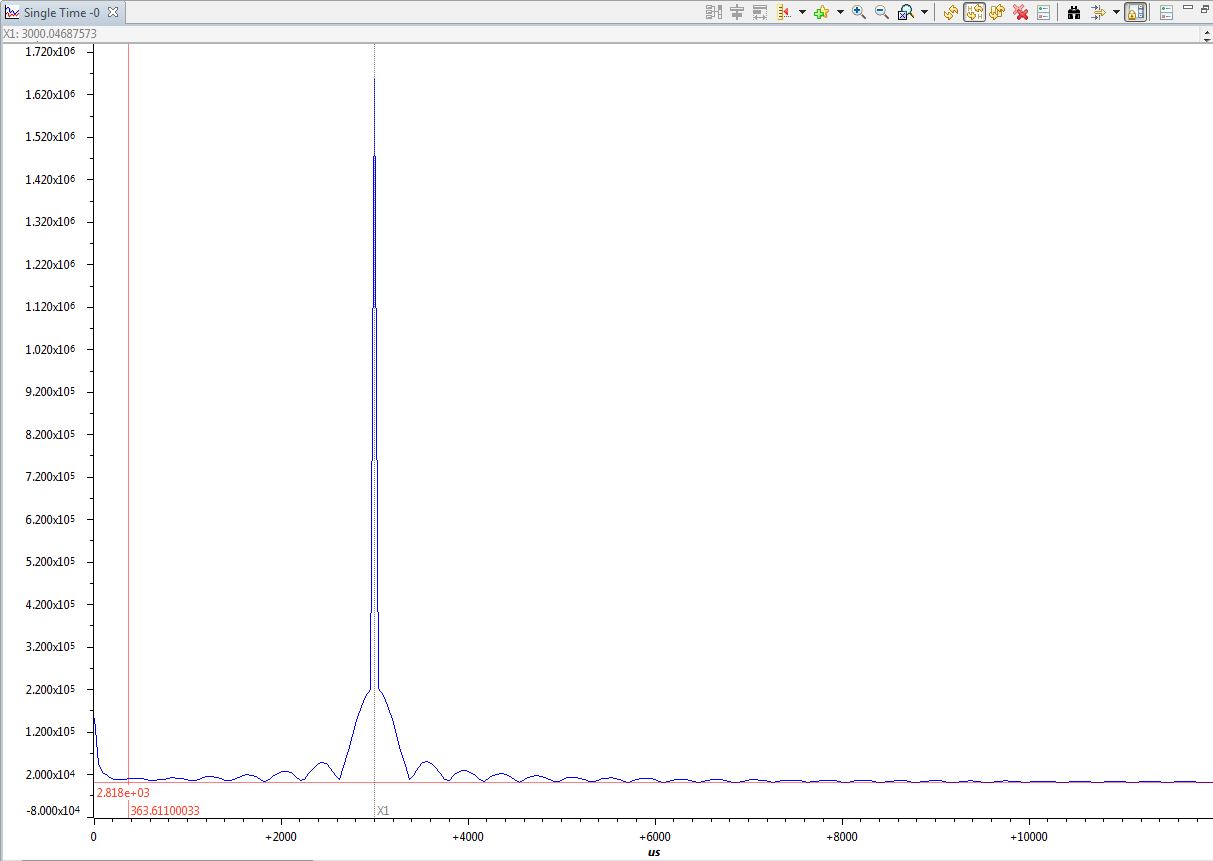 Single Time -0
X1: 3000.04687573
1.720x10⁶
1.620x10⁶
1.520x10⁶
1.420x10⁶
1.320x10⁶
1.220x10⁶
1.120x10⁶
1.020x10⁶
9.200x10⁵
8.200x10⁵
7.200x10⁵
6.200x10⁵
5.200x10⁵
4.200x10⁵
3.200x10⁵
2.200x10⁵
1.200x10⁵
2.000x10⁴
2.818e+03
-8.000x10⁴
363.61100033
X1
0 +2000 +4000 +6000 +8000 +10000
us